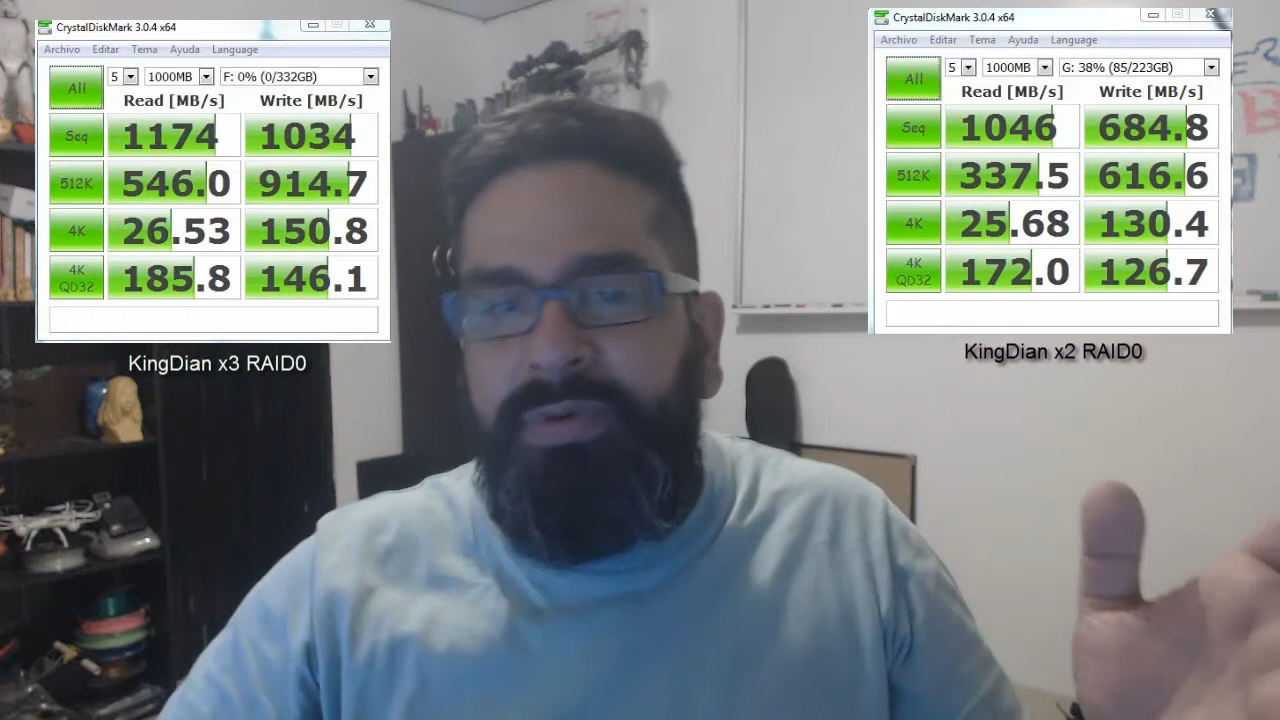 CrystalDiskMark 3.0.4 x64
Archivo Editar Tema Ayuda Language
All 5 1000MB F: 0% (0/332GB)
Read [MB/s] Write [MB/s]
Seq 1174 1034
512K 546.0 914.7
4K 26.53 150.8
4K QD32 185.8 146.1
KingDian x3 RAID0
CrystalDiskMark 3.0.4 x64
Archivo Editar Tema Ayuda Language
All 5 1000MB G: 38% (85/223GB)
Read [MB/s] Write [MB/s]
Seq 1046 684.8
512K 337.5 616.6
4K 25.68 130.4
4K QD32 172.0 126.7
KingDian x2 RAID0